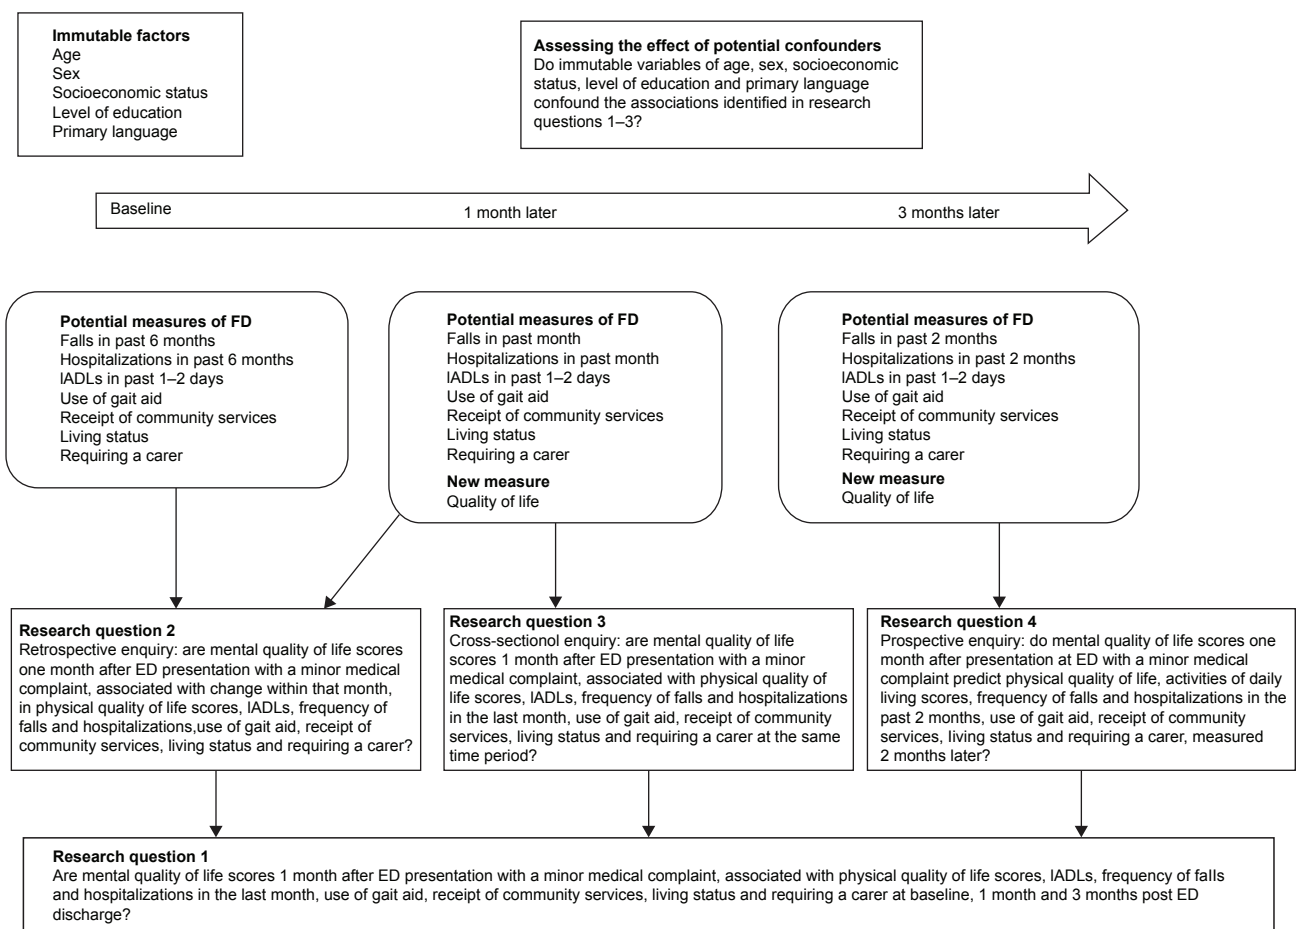 Immutable factors
Age
Sex
Socioeconomic status
Level of education
Primary language
Assessing the effect of potential confounders
Do immutable variables of age, sex, socioeconomic
status, level of education and primary language
confound the associations identified in research
questions 1–3?
Baseline
1 month later
3 months later
Potential measures of FD
Falls in past 6 months
Hospitalizations in past 6 months
IADLs in past 1–2 days
Use of gait aid
Receipt of community services
Living status
Requiring a carer
Potential measures of FD
Falls in past month
Hospitalizations in past month
IADLs in past 1–2 days
Use of gait aid
Receipt of community services
Living status
Requiring a carer
New measure
Quality of life
Potential measures of FD
Falls in past 2 months
Hospitalizations in past 2 months
IADLs in past 1–2 days
Use of gait aid
Receipt of community services
Living status
Requiring a carer
New measure
Quality of life
Research question 2
Retrospective enquiry: are mental quality of life scores
one month after ED presentation with a minor medical
complaint, associated with change within that month,
in physical quality of life scores, IADLs, frequency of
falls and hospitalizations,use of gait aid, receipt of
community services, living status and requiring a carer?
Research question 3
Cross-sectionol enquiry: are mental quality of life
scores 1 month after ED presentation with a minor
medical complaint, associated with physical quality of
life scores, IADLs, frequency of falls and hospitalizations
in the last month, use of gait aid, receipt of community
services, living status and requiring a carer at the same
time period?
Research question 4
Prospective enquiry: do mental quality of life scores one
month after presentation at ED with a minor medical
complaint predict physical quality of life, activities of daily
living scores, frequency of falls and hospitalizations in the
past 2 months, use of gait aid, receipt of community
services, living status and requiring a carer, measured
2 months later?
Research question 1
Are mental quality of life scores 1 month after ED presentation with a minor medical complaint, associated with physical quality of life scores, IADLs, frequency of falls
and hospitalizations in the last month, use of gait aid, receipt of community services, living status and requiring a carer at baseline, 1 month and 3 months post ED
discharge?